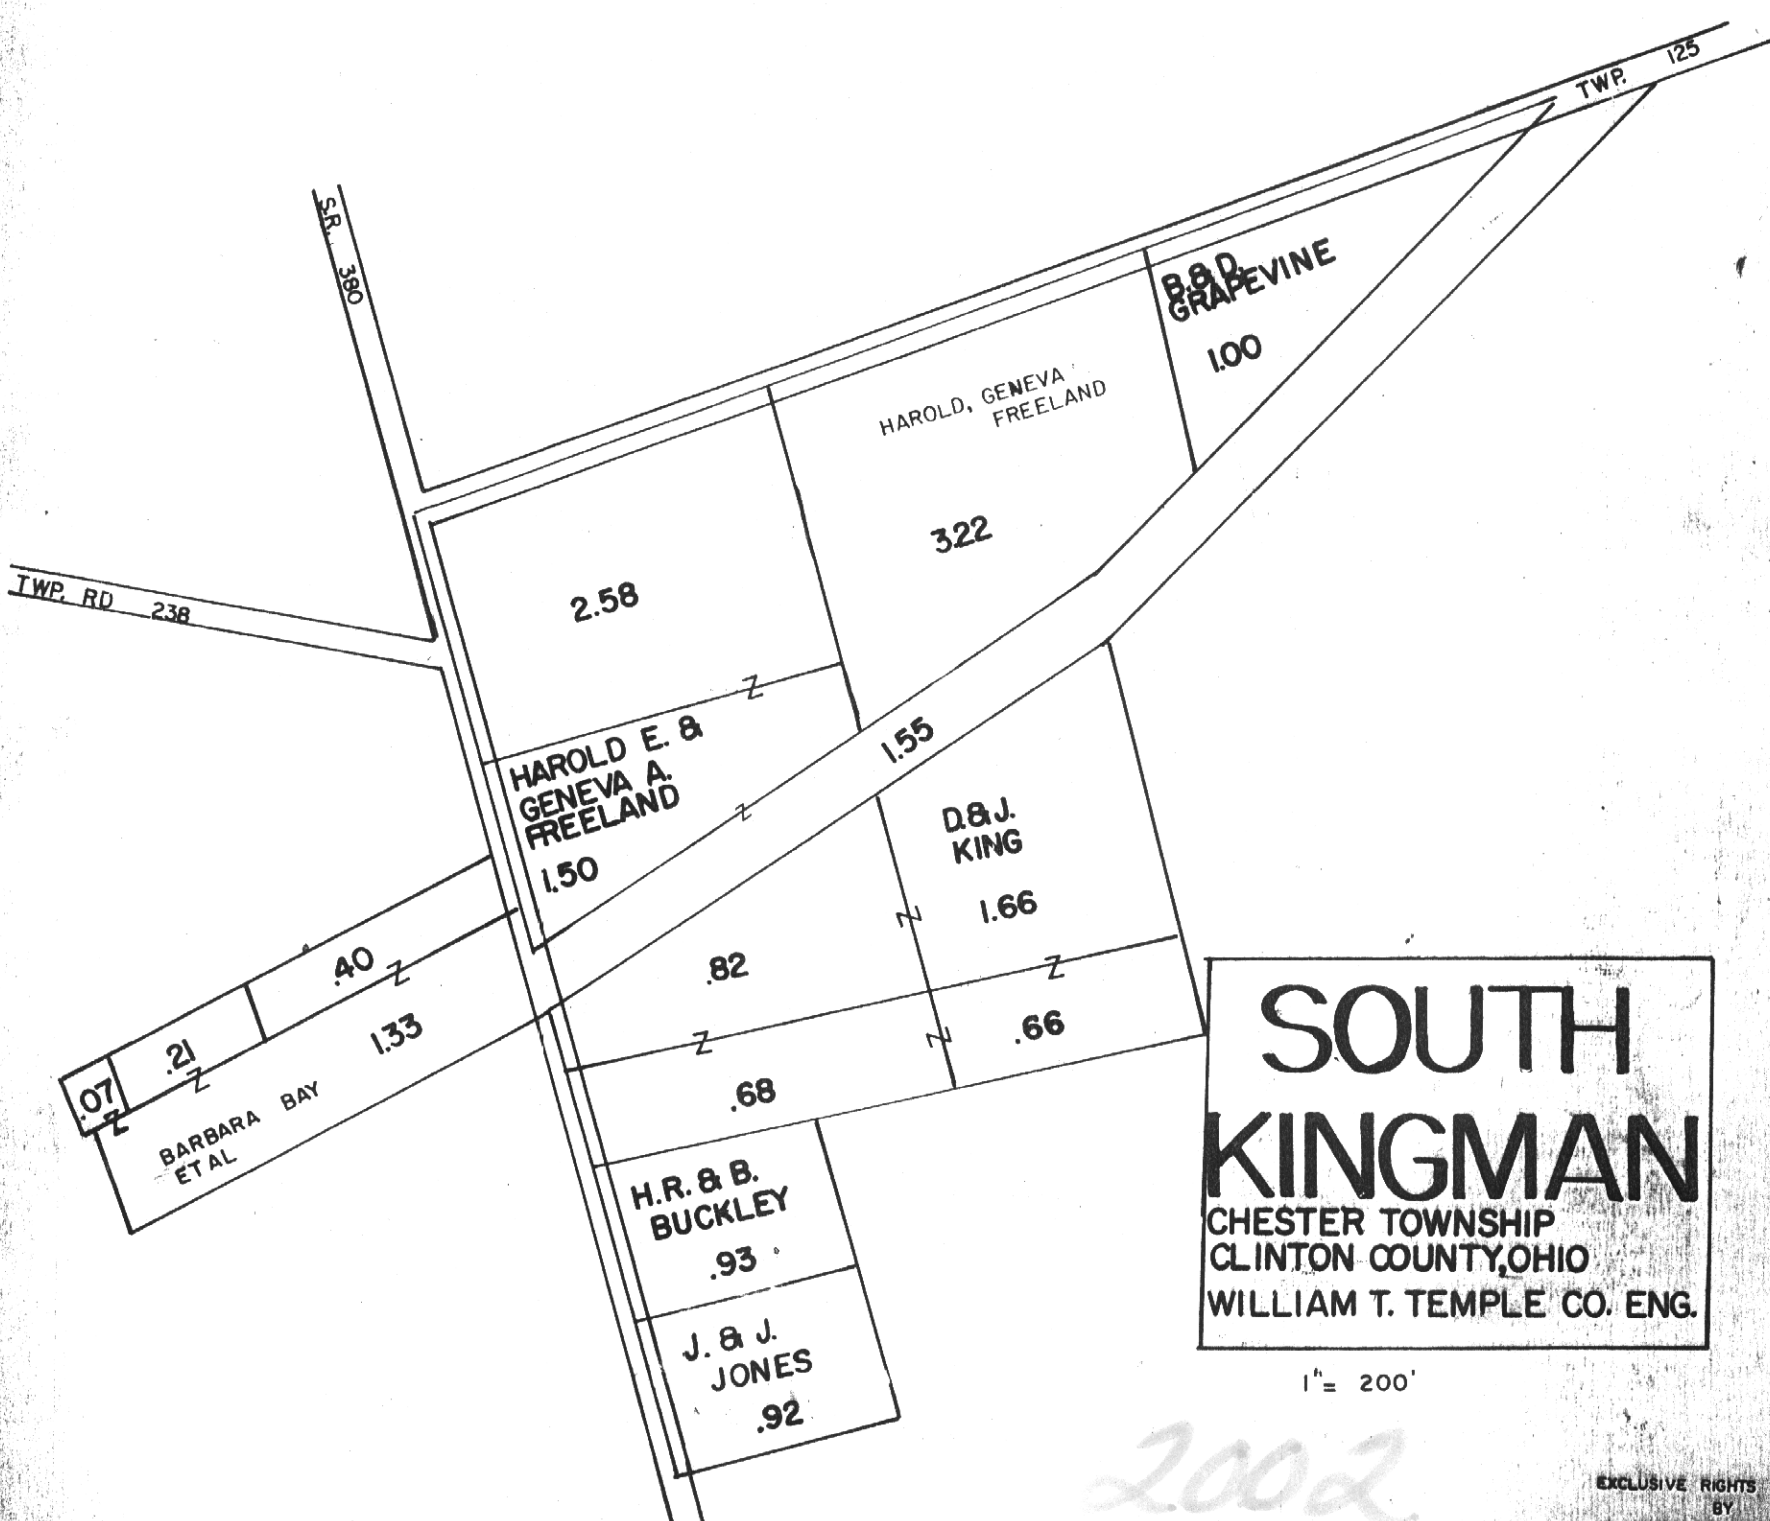 TWP. 125
S.R. 380
B.&D.
GRAPEVINE
1.00
HAROLD, GENEVA
FREELAND
3.22
2.58
TWP. RD 238
Z
HAROLD E. &
GENEVA A.
FREELAND
1.50
Z
1.55
D.&J.
KING
1.66
Z
.82
Z
.40
Z
1.33
.21
Z
.07
Z
BARBARA BAY
ET AL
Z
.68
Z
.66
H.R. & B.
BUCKLEY
.93
J. & J.
JONES
.92
SOUTH
KINGMAN
CHESTER TOWNSHIP
CLINTON COUNTY, OHIO
WILLIAM T. TEMPLE CO. ENG.
1"= 200'
2002
EXCLUSIVE RIGHTS
BY